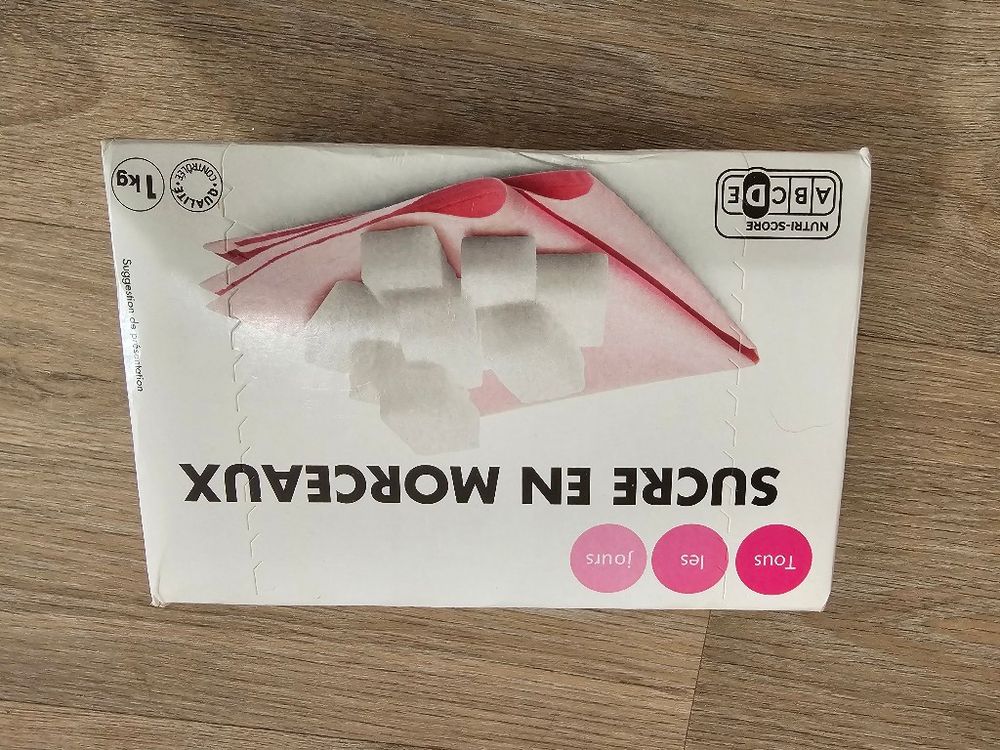 Tous
les
jours
SUCRE EN MORCEAUX
NUTRI-SCORE
A B C D E
QUALITÉ • CONTRÔLÉE •
1 kg
Suggestion de présentation